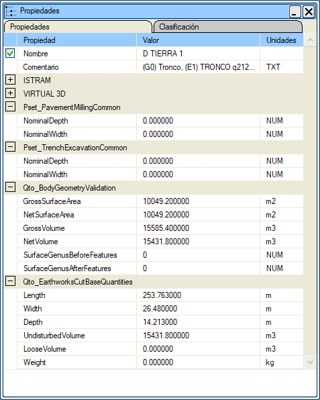 Propiedades
Propiedades Clasificación
Propiedad Valor Unidades
Nombre D TIERRA 1
Comentario (G0) Tronco, (E1) TRONCO q212... TXT
ISTRAM
VIRTUAL 3D
Pset_PavementMillingCommon
NominalDepth 0.000000 NUM
NominalWidth 0.000000 NUM
Pset_TrenchExcavationCommon
NominalDepth 0.000000 NUM
NominalWidth 0.000000 NUM
Qto_BodyGeometryValidation
GrossSurfaceArea 10049.200000 m2
NetSurfaceArea 10049.200000 m2
GrossVolume 15585.400000 m3
NetVolume 15431.800000 m3
SurfaceGenusBeforeFeatures 0 NUM
SurfaceGenusAfterFeatures 0 NUM
Qto_EarthworksCutBaseQuantities
Length 253.763000 m
Width 26.480000 m
Depth 14.213000 m
UndisturbedVolume 15431.800000 m3
LooseVolume 0.000000 m3
Weight 0.000000 kg